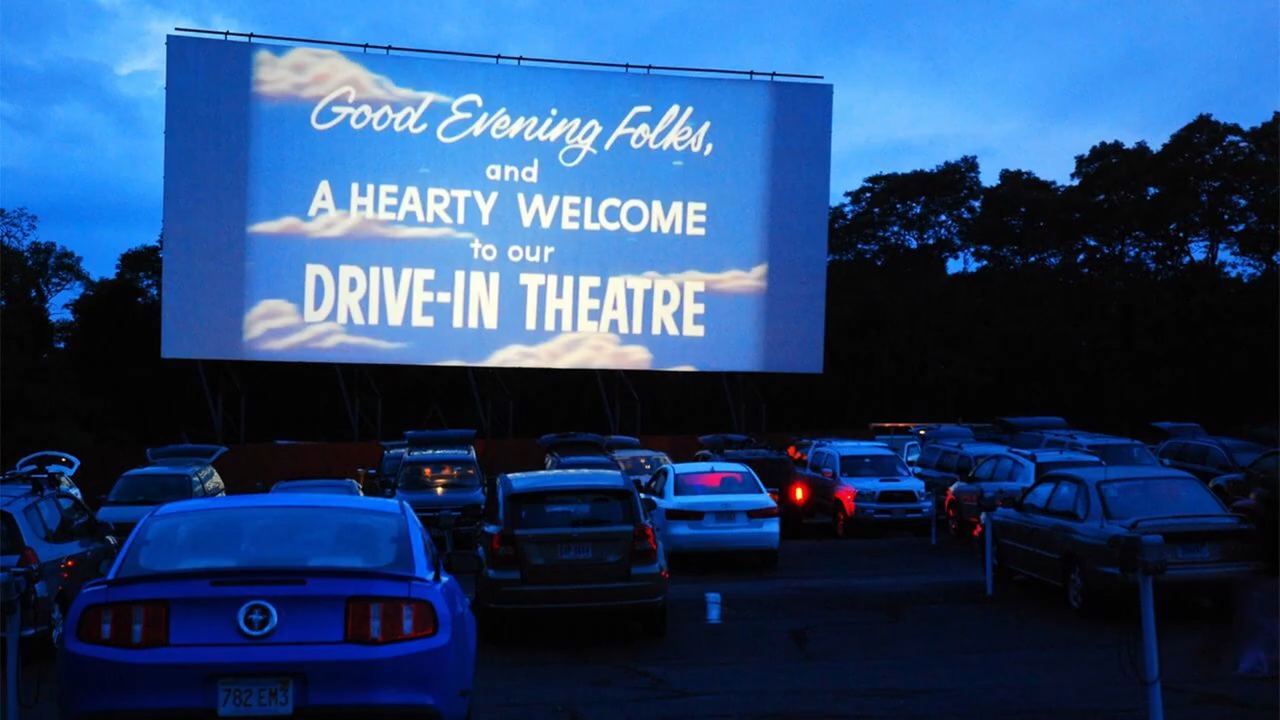 Good Evening Folks,
and
A HEARTY WELCOME
to our
DRIVE-IN THEATRE
782 EM3